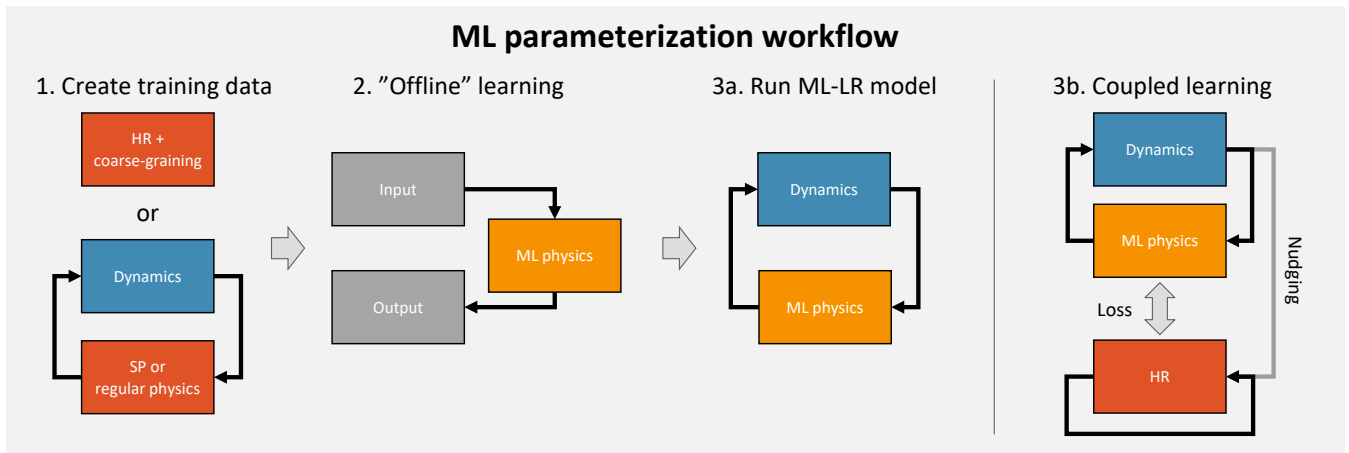 ML parameterization workflow
1. Create training data
HR +
coarse-graining
or
Dynamics
SP or
regular physics
2. ”Offline” learning
Input
ML physics
Output
3a. Run ML-LR model
Dynamics
ML physics
3b. Coupled learning
Dynamics
ML physics
Nudging
Loss
HR